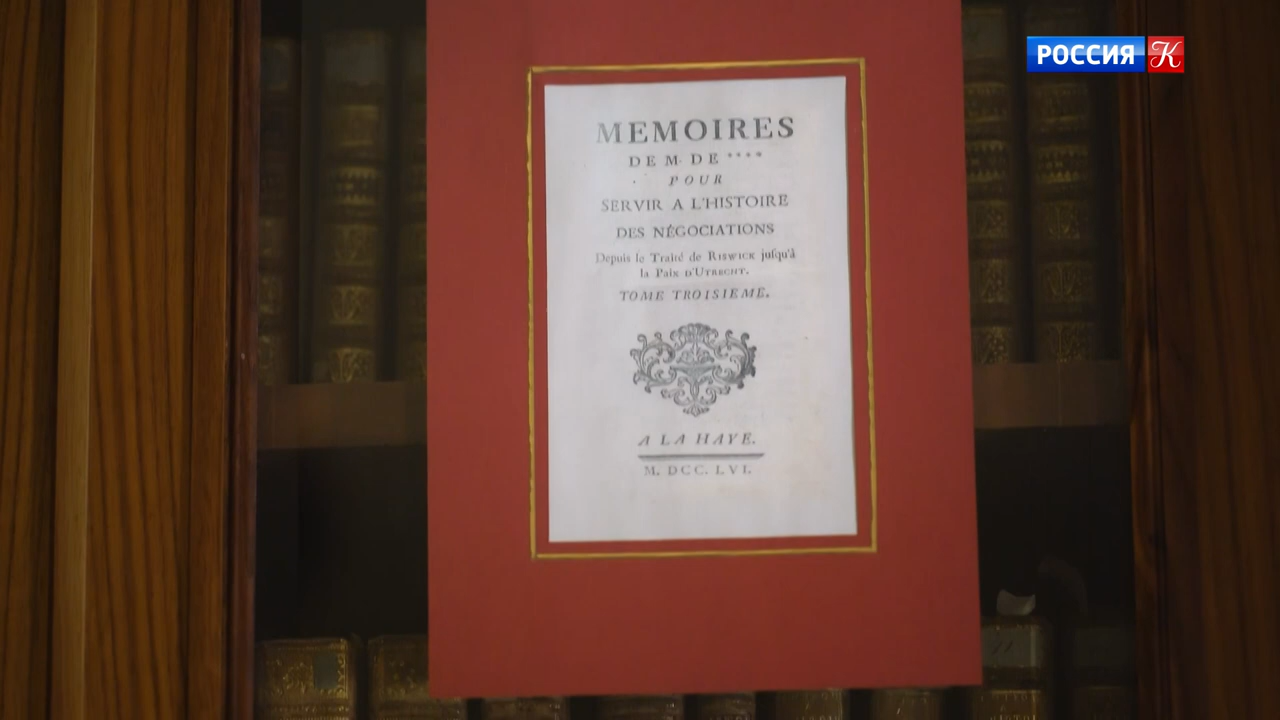 РОССИЯ К
MEMOIRES
DE M. DE ****
POUR
SERVIR A L'HISTOIRE
DES NÉGOCIATIONS
Depuis le Traité de RISWICK juſqu'à
la Paix D'UTRECHT.
TOME TROISIEME.
A LA HAYE.
M. DCC. LVI.